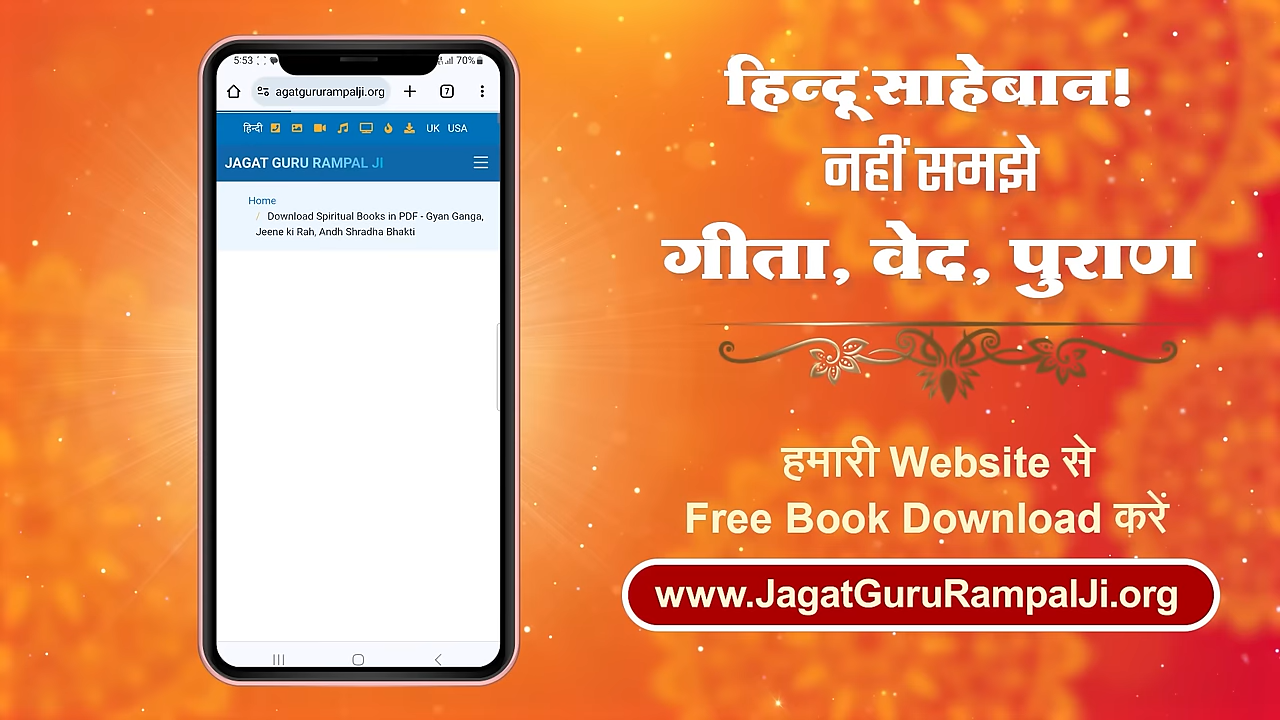 5:53
70%
agatgururampalji.org
7
हिन्दी UK USA
JAGAT GURU RAMPAL JI
Home
/ Download Spiritual Books in PDF - Gyan Ganga,
Jeene ki Rah, Andh Shradha Bhakti
हिन्दू साहेबान!
नहीं समझे
गीता, वेद, पुराण
हमारी Website से
Free Book Download करें
www.JagatGuruRampalJi.org